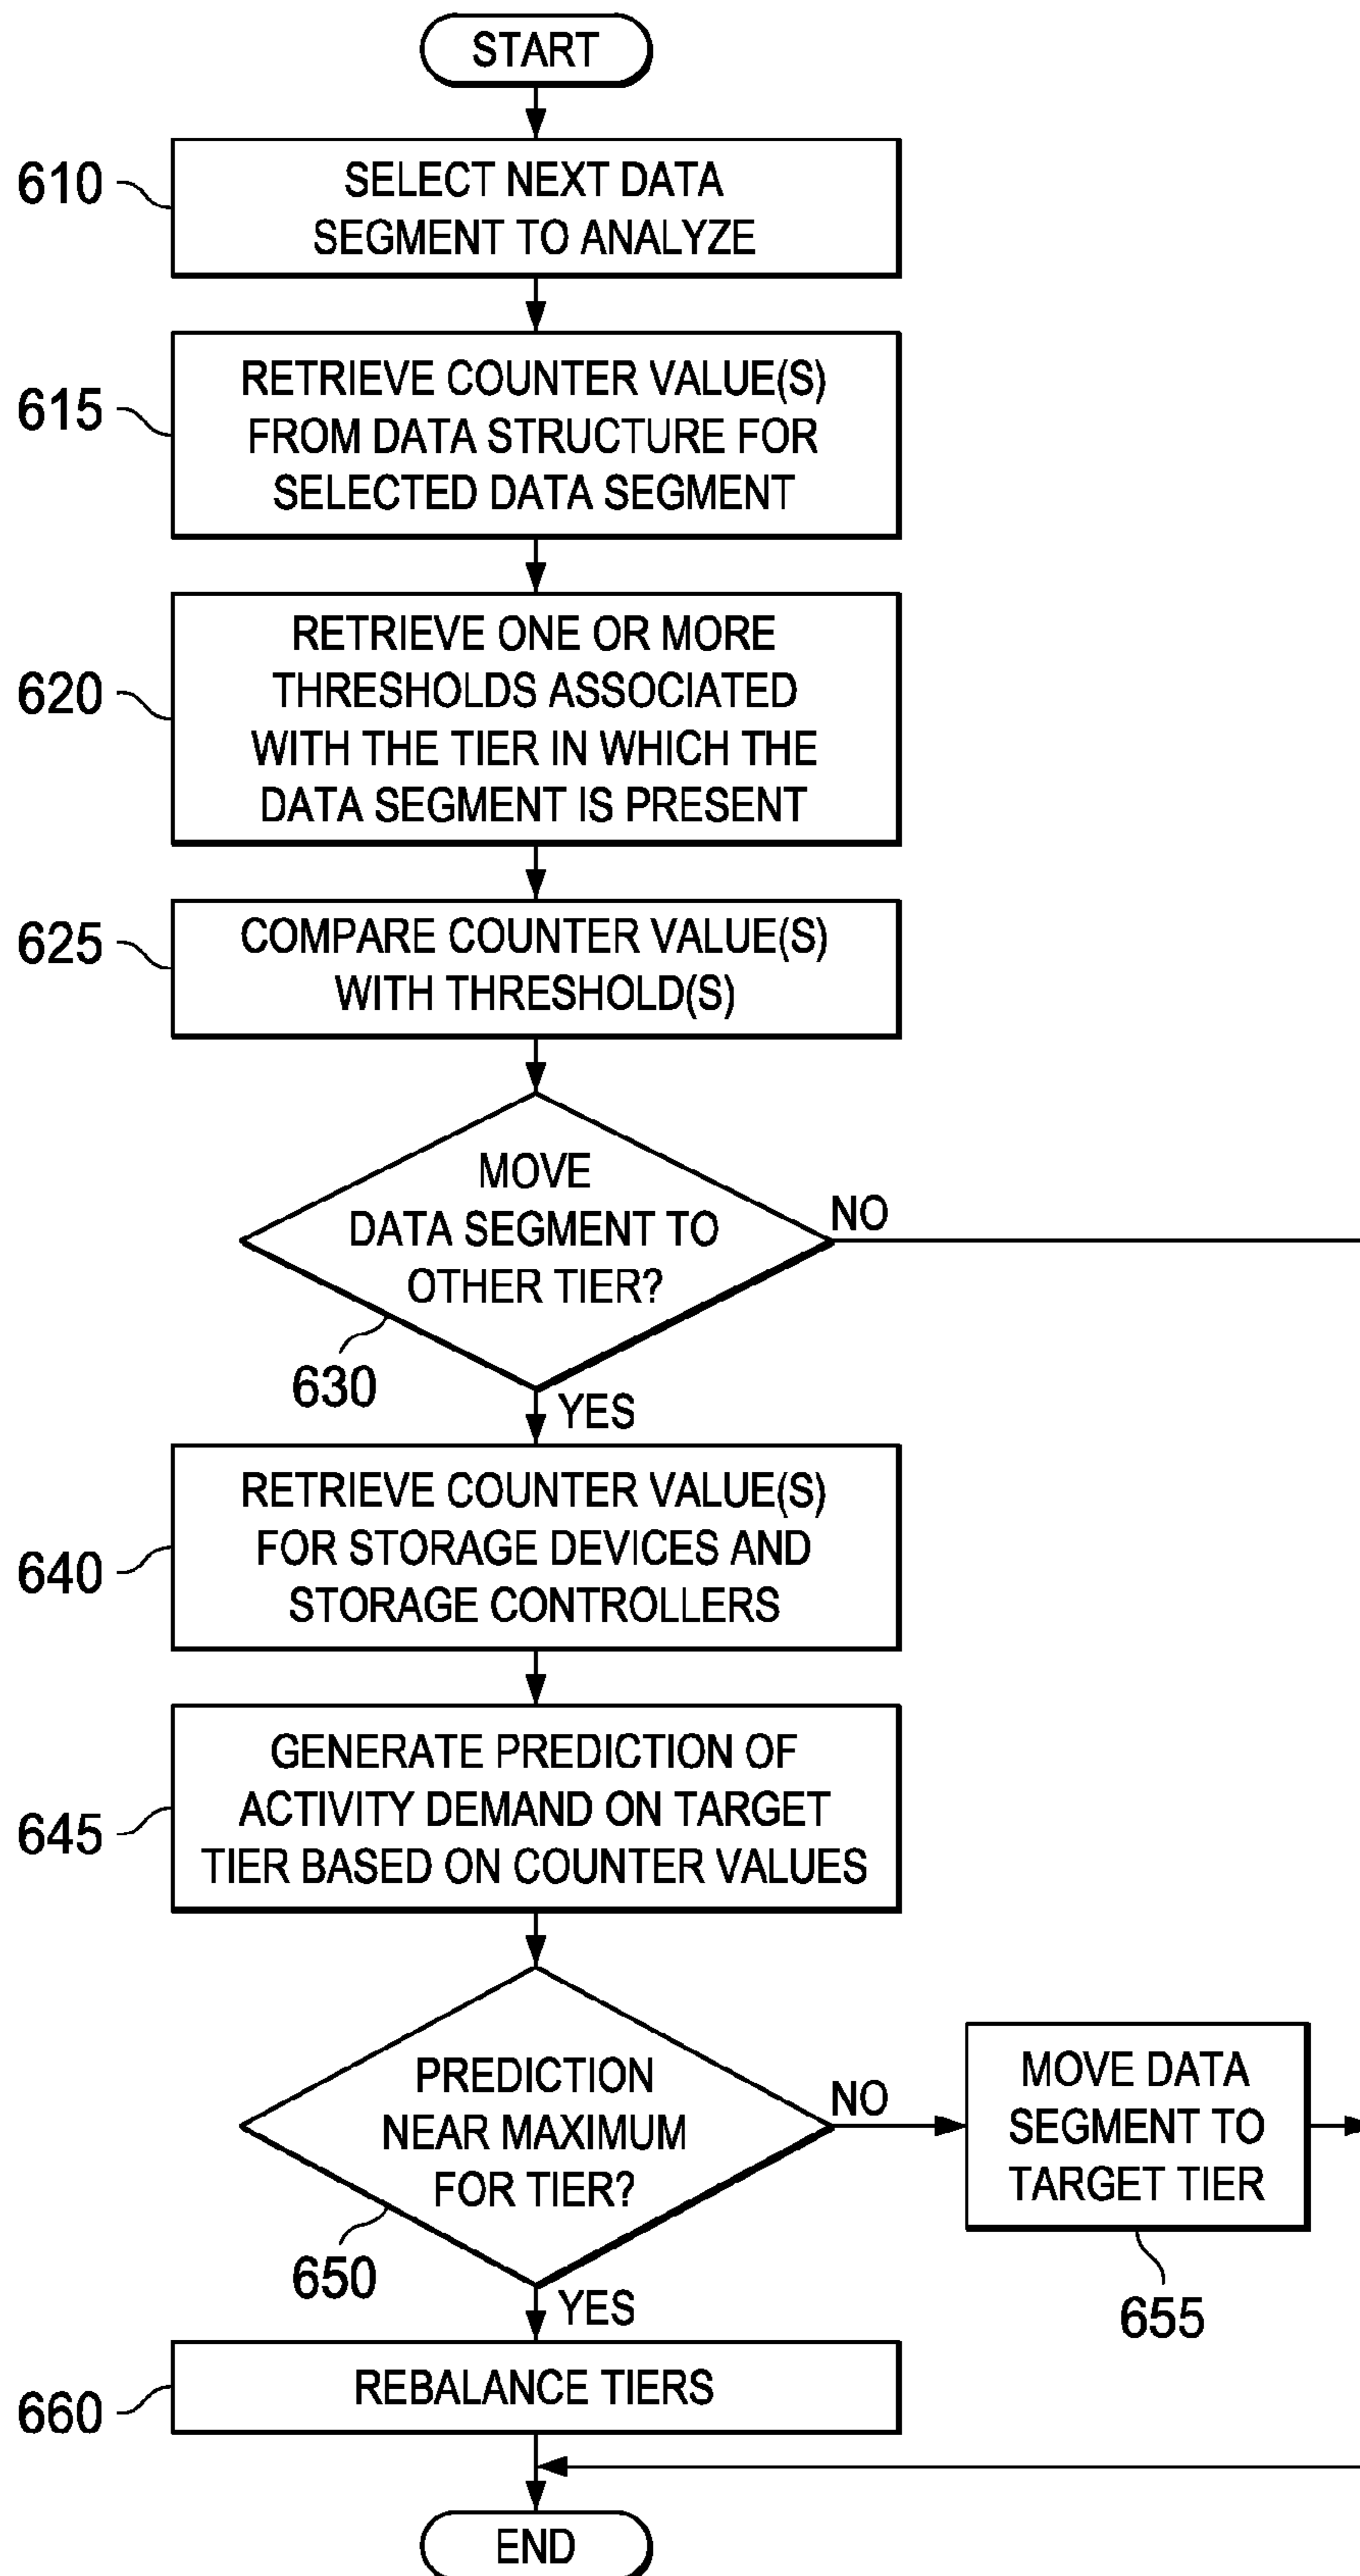 START
610
SELECT NEXT DATA
SEGMENT TO ANALYZE
615
RETRIEVE COUNTER VALUE(S)
FROM DATA STRUCTURE FOR
SELECTED DATA SEGMENT
620
RETRIEVE ONE OR MORE
THRESHOLDS ASSOCIATED
WITH THE TIER IN WHICH THE
DATA SEGMENT IS PRESENT
625
COMPARE COUNTER VALUE(S)
WITH THRESHOLD(S)
MOVE
DATA SEGMENT TO
OTHER TIER?
NO
630
YES
640
RETRIEVE COUNTER VALUE(S)
FOR STORAGE DEVICES AND
STORAGE CONTROLLERS
645
GENERATE PREDICTION OF
ACTIVITY DEMAND ON TARGET
TIER BASED ON COUNTER VALUES
PREDICTION
NEAR MAXIMUM
FOR TIER?
NO
650
YES
MOVE DATA
SEGMENT TO
TARGET TIER
655
660
REBALANCE TIERS
END